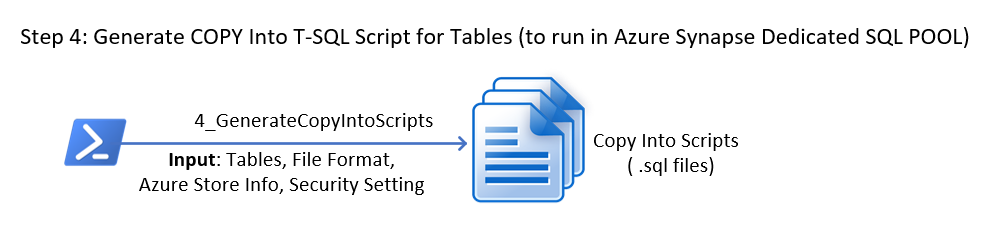 Step 4: Generate COPY Into T-SQL Script for Tables (to run in Azure Synapse Dedicated SQL POOL)
4_GenerateCopyIntoScripts
Input: Tables, File Format,
Azure Store Info, Security Setting
Copy Into Scripts
( .sql files)